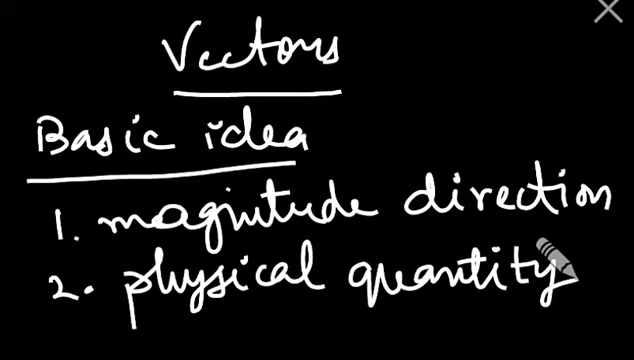 Vectors
Basic idea
1. magnitude direction
2. physical quantity